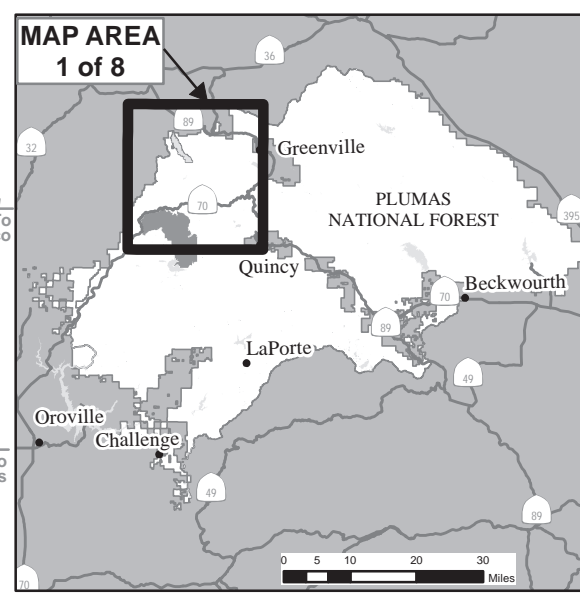 MAP AREA
1 of 8
36
89
32
Greenville
70
PLUMAS
NATIONAL FOREST
395
Quincy
Beckwourth
70
89
LaPorte
49
Oroville
Challenge
49
89
70
0 5 10 20 30
Miles